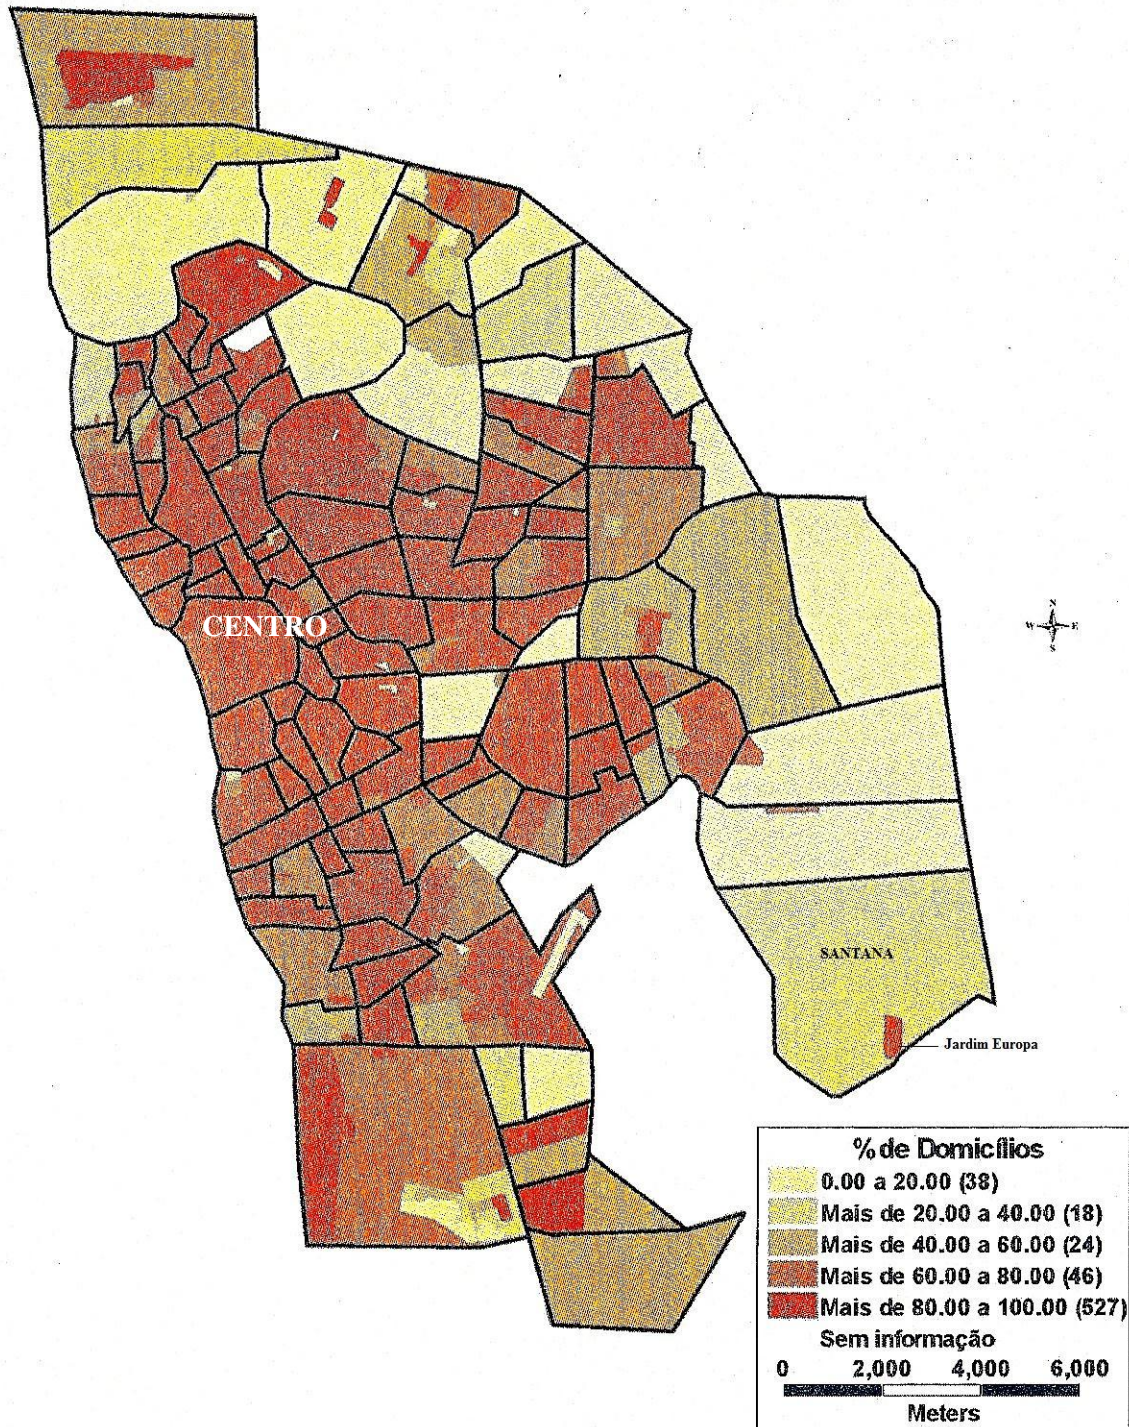 CENTRO
N
W E
S
SANTANA
Jardim Europa
% de Domicílios
0.00 a 20.00 (38)
Mais de 20.00 a 40.00 (18)
Mais de 40.00 a 60.00 (24)
Mais de 60.00 a 80.00 (46)
Mais de 80.00 a 100.00 (527)
Sem informação
0 2,000 4,000 6,000
Meters